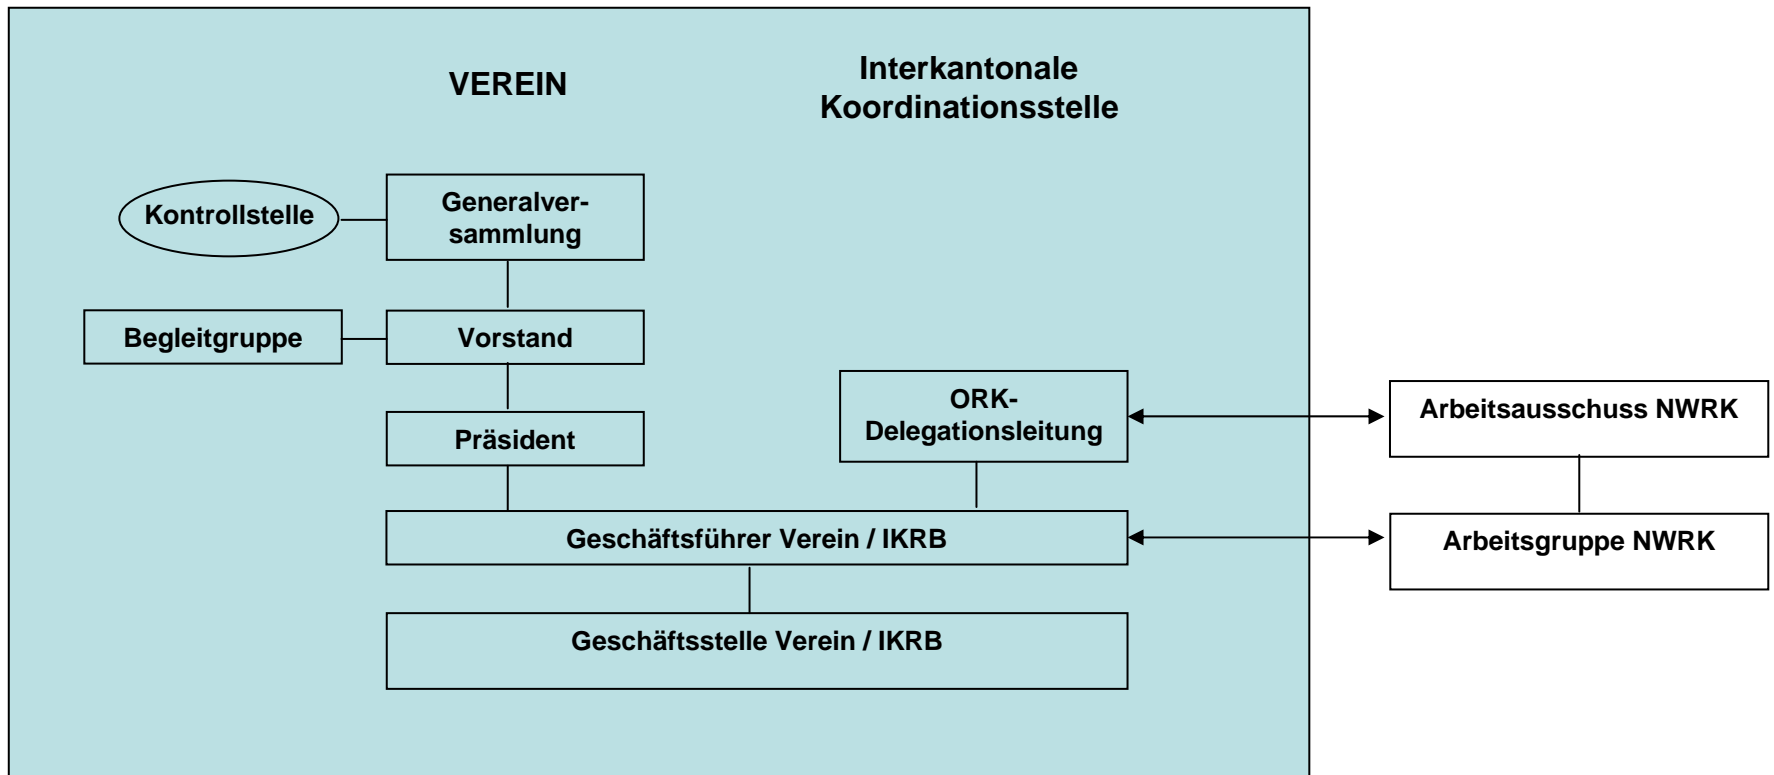 VEREIN
Interkantonale
Koordinationsstelle
Kontrollstelle
Generalver-
sammlung
Begleitgruppe
Vorstand
ORK-
Delegationsleitung
Arbeitsausschuss NWRK
Präsident
Geschäftsführer Verein / IKRB
Arbeitsgruppe NWRK
Geschäftsstelle Verein / IKRB